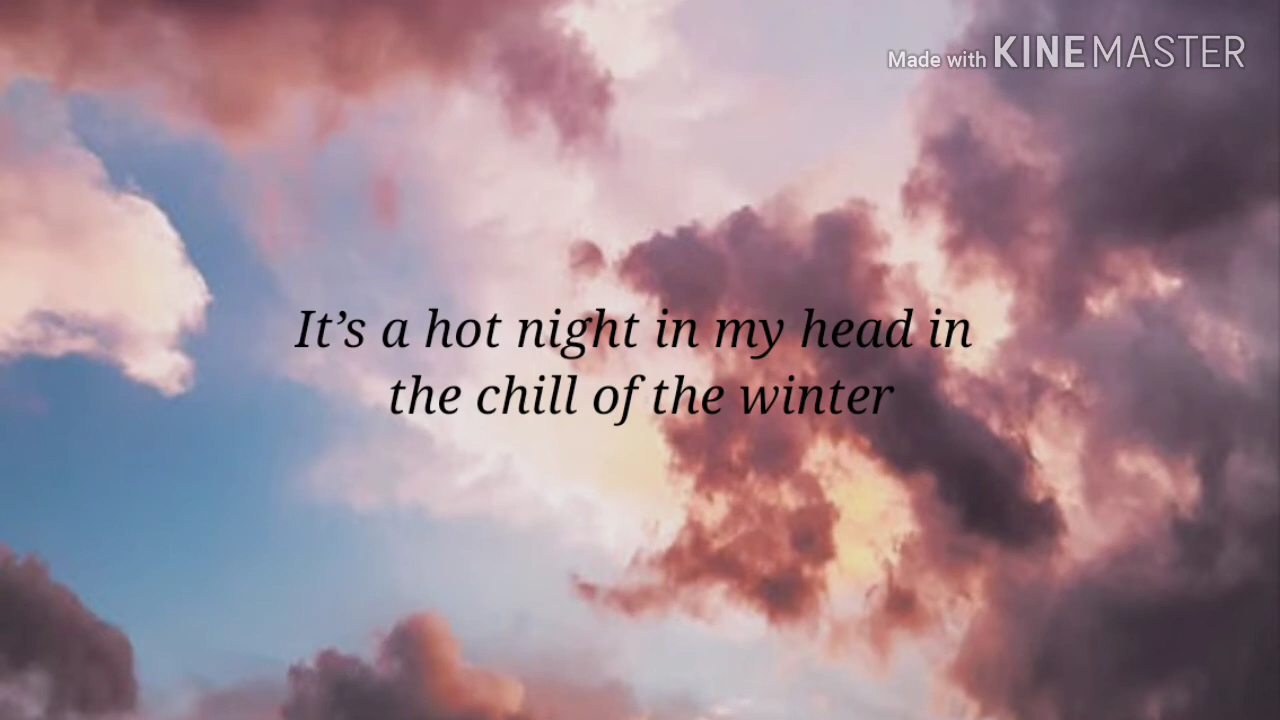 Made with KINEMASTER
It’s a hot night in my head in
the chill of the winter